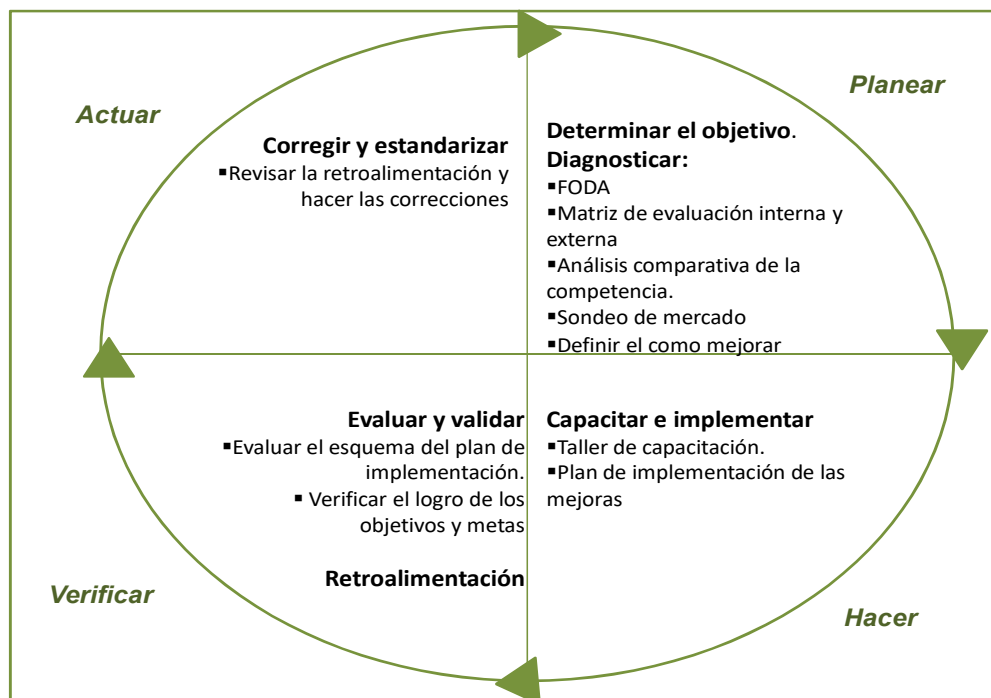 Actuar
Corregir y estandarizar
▪Revisar la retroalimentación y
hacer las correcciones
Planear
Determinar el objetivo.
Diagnosticar:
▪FODA
▪Matriz de evaluación interna y
externa
▪Análisis comparativa de la
competencia.
▪Sondeo de mercado
▪Definir el como mejorar
Evaluar y validar
▪Evaluar el esquema del plan de
implementación.
▪ Verificar el logro de los
objetivos y metas
Retroalimentación
Verificar
Capacitar e implementar
▪Taller de capacitación.
▪Plan de implementación de las
mejoras
Hacer